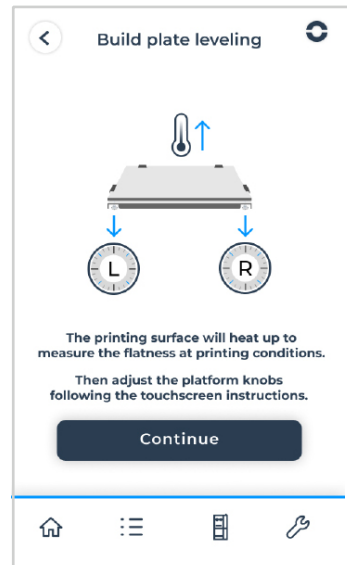 Build plate leveling
L
R
The printing surface will heat up to
measure the flatness at printing conditions.
Then adjust the platform knobs
following the touchscreen instructions.
Continue